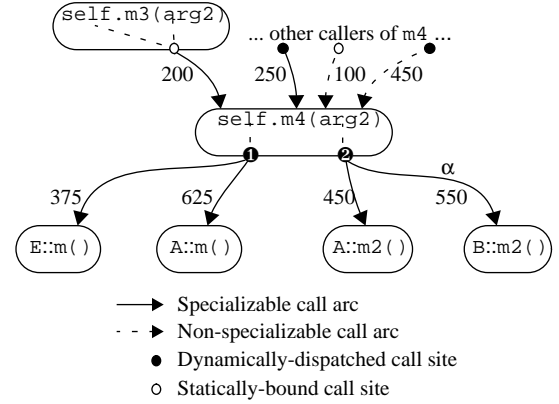 self.m3(arg2)
... other callers of m4 ...
200 250 100 450
self.m4(arg2)
1 2
α
375 625 450 550
E::m() A::m() A::m2() B::m2()
Specializable call arc
Non-specializable call arc
Dynamically-dispatched call site
Statically-bound call site